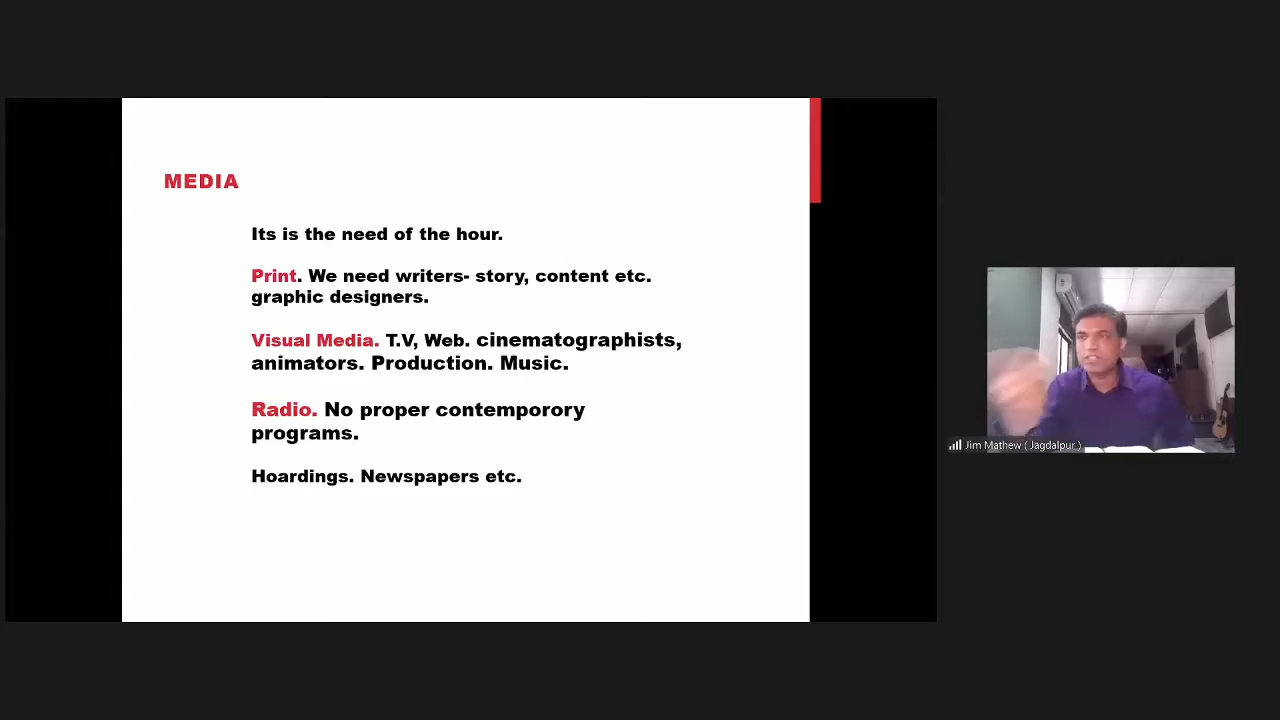 MEDIA
Its is the need of the hour.
Print. We need writers- story, content etc.
graphic designers.
Visual Media. T.V, Web. cinematographists,
animators. Production. Music.
Radio. No proper contemporory
programs.
Hoardings. Newspapers etc.
Jim Mathew ( Jagdalpur )